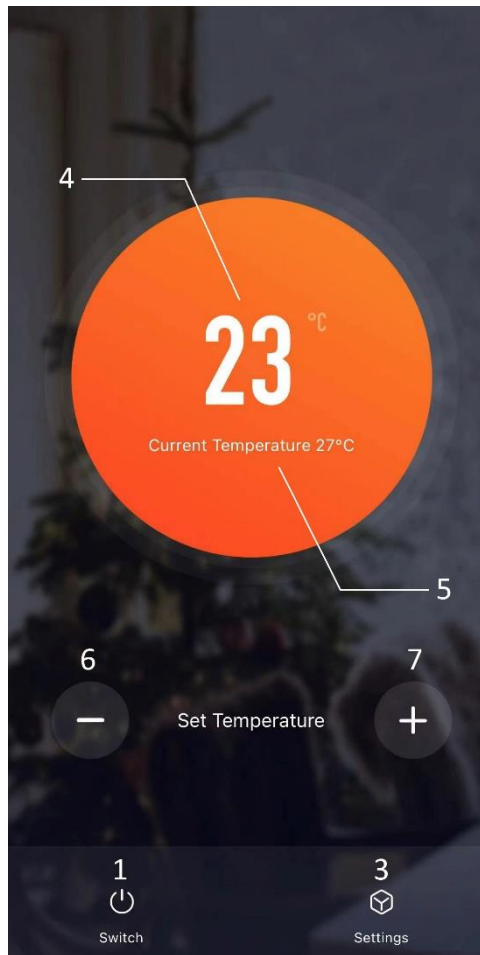 4
23 °C
Current Temperature 27°C
5
6 7
Set Temperature
1 3
Switch Settings